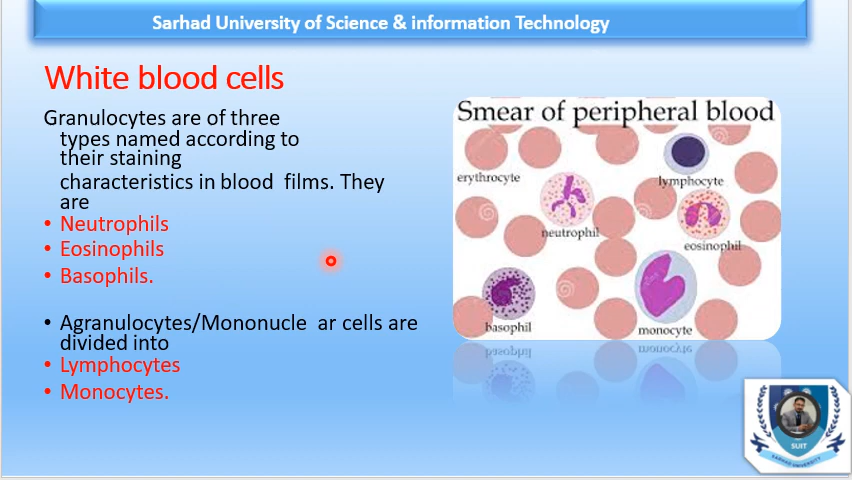 Sarhad University of Science & information Technology
White blood cells
Granulocytes are of three
types named according to
their staining
characteristics in blood films. They
are
• Neutrophils
• Eosinophils
• Basophils.
• Agranulocytes/Mononucle ar cells are
divided into
• Lymphocytes
• Monocytes.
Smear of peripheral blood
erythrocyte
lymphocyte
neutrophil
eosinophil
basophil
monocyte
SUIT
SARHAD UNIVERSITY